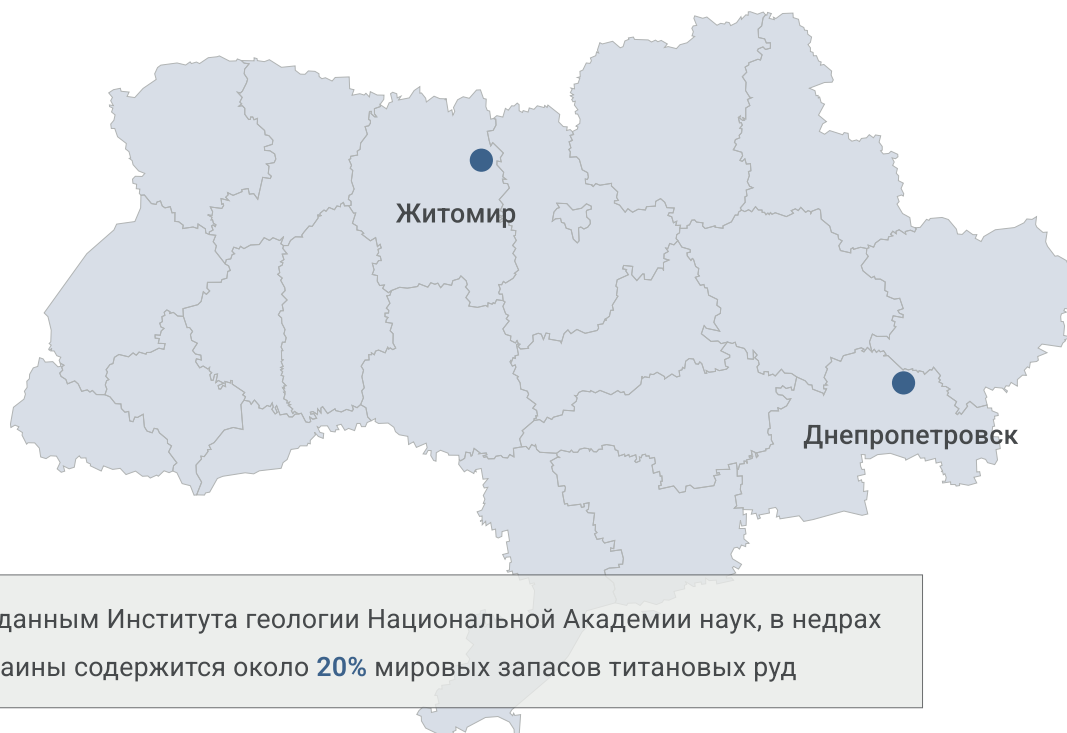 Житомир
Днепропетровск
данным Института геологии Национальной Академии наук, в недрах
аины содержится около 20% мировых запасов титановых руд